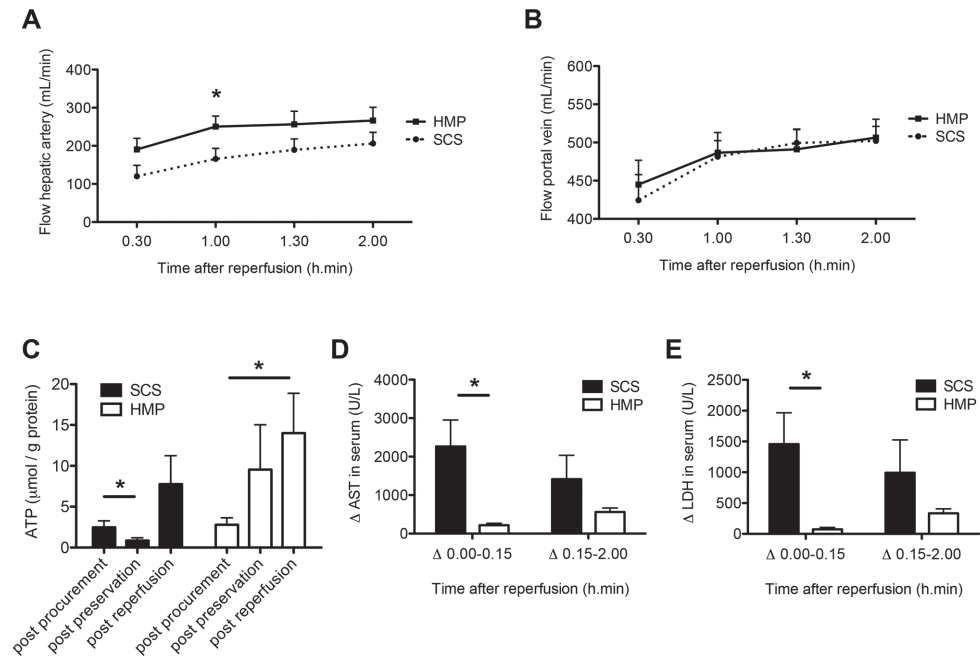 A
Flow hepatic artery (mL/min)
400
300
200
100
0
*
HMP
SCS
0.30 1.00 1.30 2.00
Time after reperfusion (h.min)
B
Flow portal vein (mL/min)
600
550
500
450
400
HMP
SCS
0.30 1.00 1.30 2.00
Time after reperfusion (h.min)
C
ATP (μmol / g protein)
20
15
10
5
0
SCS
HMP
*
*
post procurement
post preservation
post reperfusion
post procurement
post preservation
post reperfusion
D
Δ AST in serum (U/L)
4000
3000
2000
1000
0
*
SCS
HMP
Δ 0.00-0.15 Δ 0.15-2.00
Time after reperfusion (h.min)
E
Δ LDH in serum (U/L)
2500
2000
1500
1000
500
0
*
SCS
HMP
Δ 0.00-0.15 Δ 0.15-2.00
Time after reperfusion (h.min)